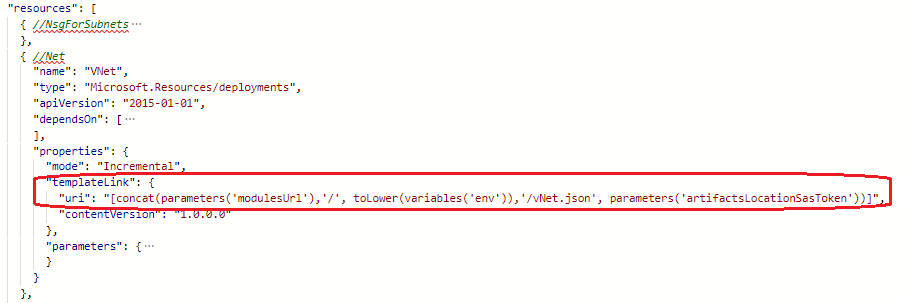 "resources": [
{ //NsgForSubnets ...
},
{ //Net
"name": "VNet",
"type": "Microsoft.Resources/deployments",
"apiVersion": "2015-01-01",
"dependsOn": [ ...
],
"properties": {
"mode": "Incremental",
"templateLink": {
"uri": "[concat(parameters('modulesUrl'),'/', toLower(variables('env')),'/vNet.json', parameters('artifactsLocationSasToken'))]",
"contentVersion": "1.0.0.0"
},
"parameters": { ...
}
}
},